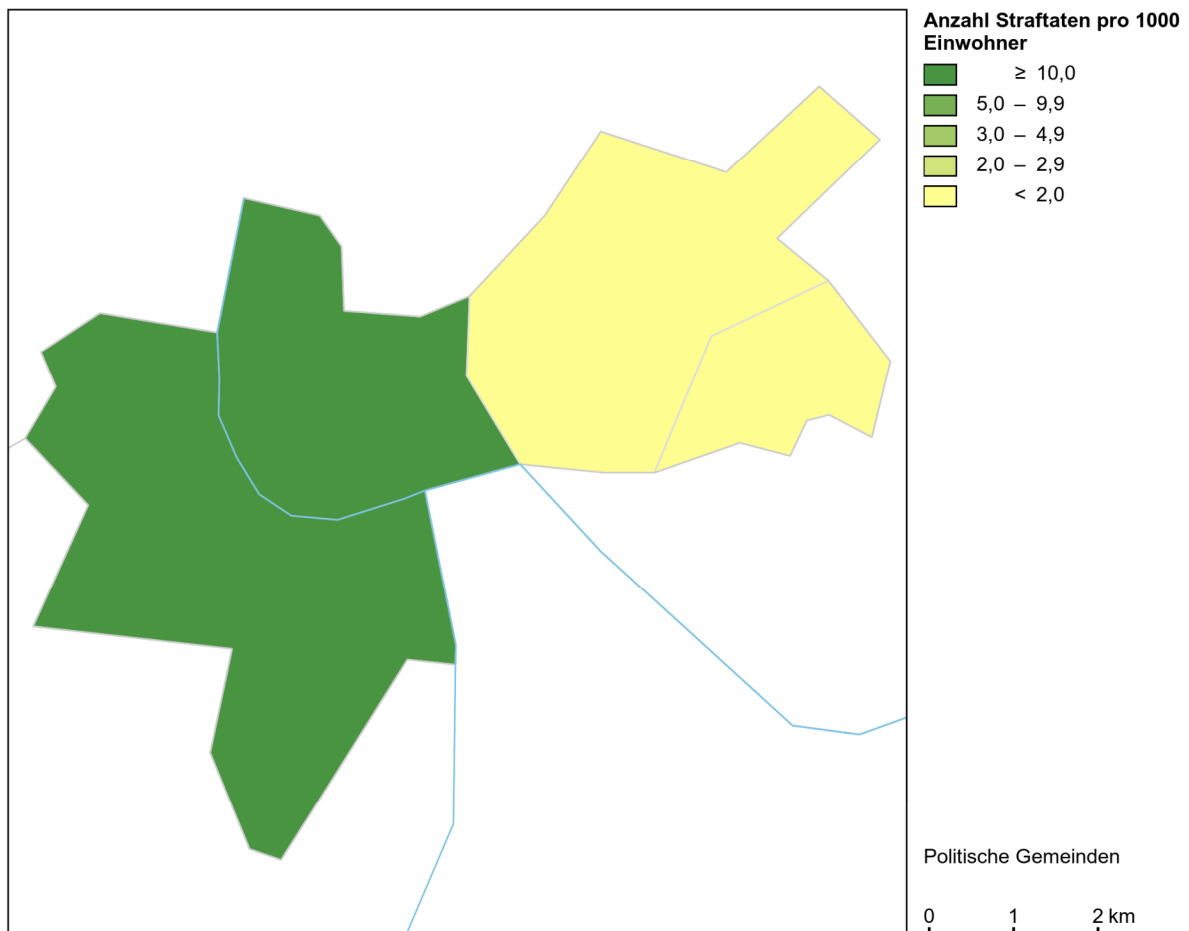 Anzahl Straftaten pro 1000
Einwohner
≥ 10,0
5,0 – 9,9
3,0 – 4,9
2,0 – 2,9
< 2,0
Politische Gemeinden
0 1 2 km